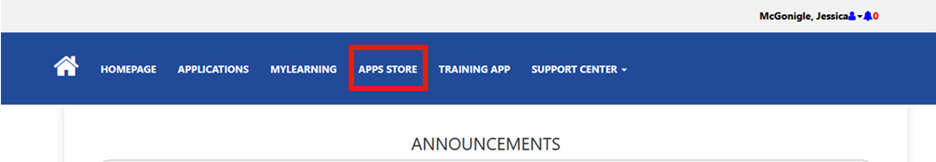 McGonigle, Jessica 0
HOMEPAGE APPLICATIONS MYLEARNING APPS STORE TRAINING APP SUPPORT CENTER
ANNOUNCEMENTS